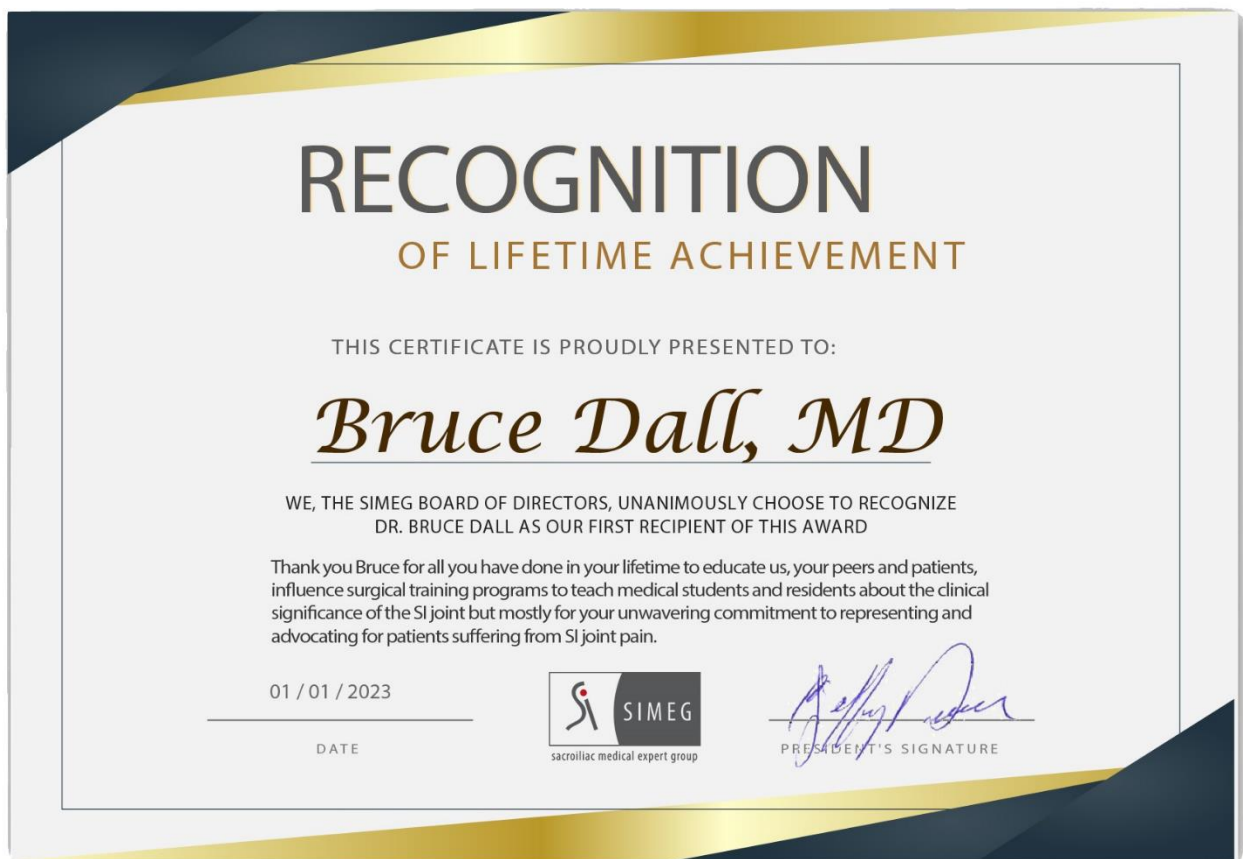 RECOGNITION
OF LIFETIME ACHIEVEMENT
THIS CERTIFICATE IS PROUDLY PRESENTED TO:
Bruce Dall, MD
WE, THE SIMEG BOARD OF DIRECTORS, UNANIMOUSLY CHOOSE TO RECOGNIZE
DR. BRUCE DALL AS OUR FIRST RECIPIENT OF THIS AWARD
Thank you Bruce for all you have done in your lifetime to educate us, your peers and patients,
influence surgical training programs to teach medical students and residents about the clinical
significance of the SI joint but mostly for your unwavering commitment to representing and
advocating for patients suffering from SI joint pain.
01 / 01 / 2023
DATE
SI SIMEG
sacroiliac medical expert group
PRESIDENT'S SIGNATURE